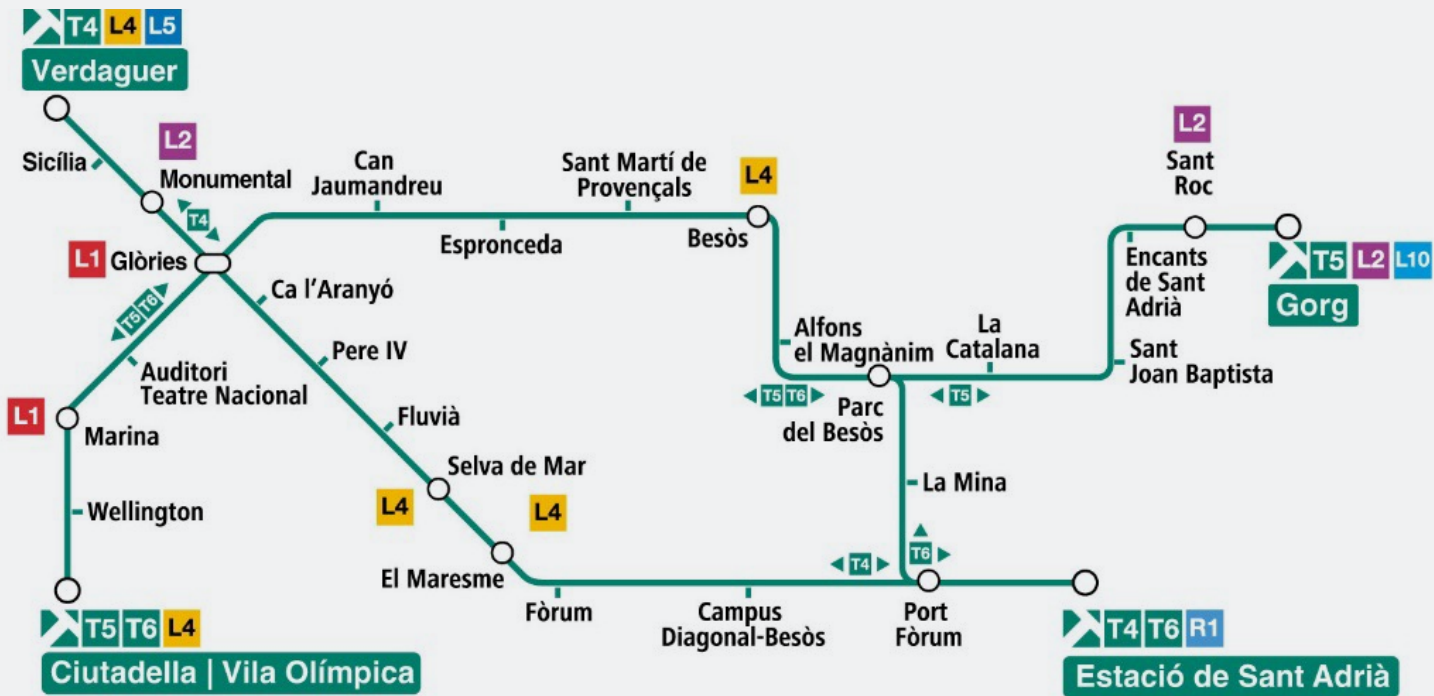 T4 L4 L5
Verdaguer
Sicília
L2
Monumental
T4
L1 Glòries
Can
Jaumandreu
Espronceda
Sant Martí de
Provençals
L4
Besòs
L2
Sant
Roc
Encants
de Sant
Adrià
T5 L2 L10
Gorg
Ca l'Aranyó
T5 T6
Pere IV
Auditori
Teatre Nacional
L1
Marina
Fluvià
Alfons
el Magnànim
La
Catalana
Sant
Joan Baptista
T5 T6
T5
Parc
del Besòs
Selva de Mar
L4
L4
La Mina
Wellington
El Maresme
T4
T6
Fòrum
Campus
Diagonal-Besòs
Port
Fòrum
T5 T6 L4
Ciutadella | Vila Olímpica
T4 T6 R1
Estació de Sant Adrià